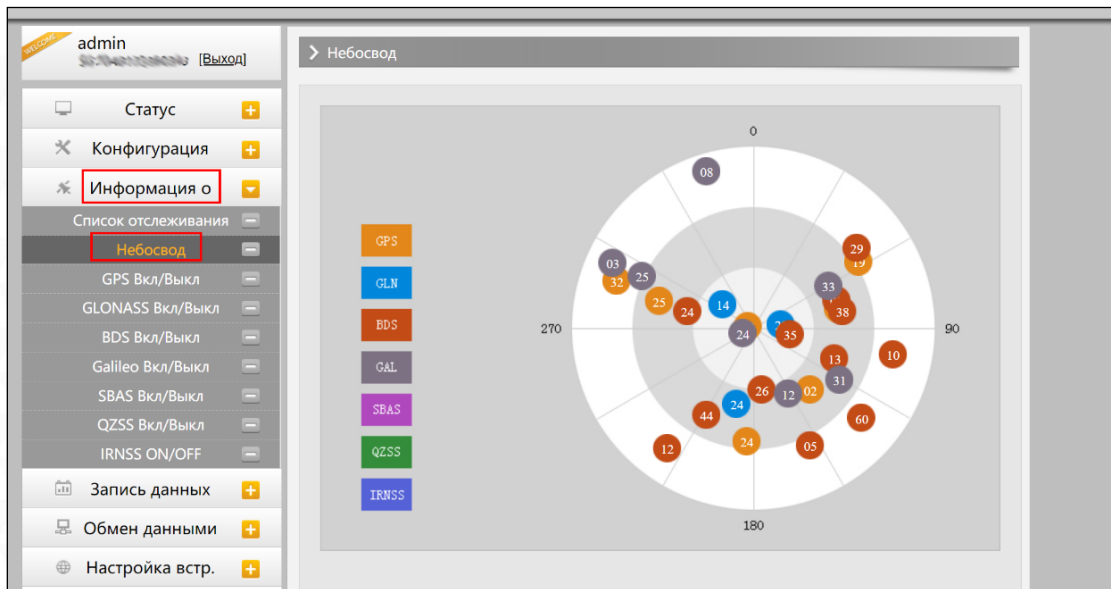 WELCOME
admin
[Выход]
Статус
Конфигурация
Информация о
Список отслеживания
Небосвод
GPS Вкл/Выкл
GLONASS Вкл/Выкл
BDS Вкл/Выкл
Galileo Вкл/Выкл
SBAS Вкл/Выкл
QZSS Вкл/Выкл
IRNSS ON/OFF
Запись данных
Обмен данными
Настройка встр.
Небосвод
GPS
GLN
BDS
GAL
SBAS
QZSS
IRNSS
0
08
29
19
03
32
25
33
25
14
24
38
270
24
35
90
13
10
31
26
12
02
24
44
60
24
05
12
180